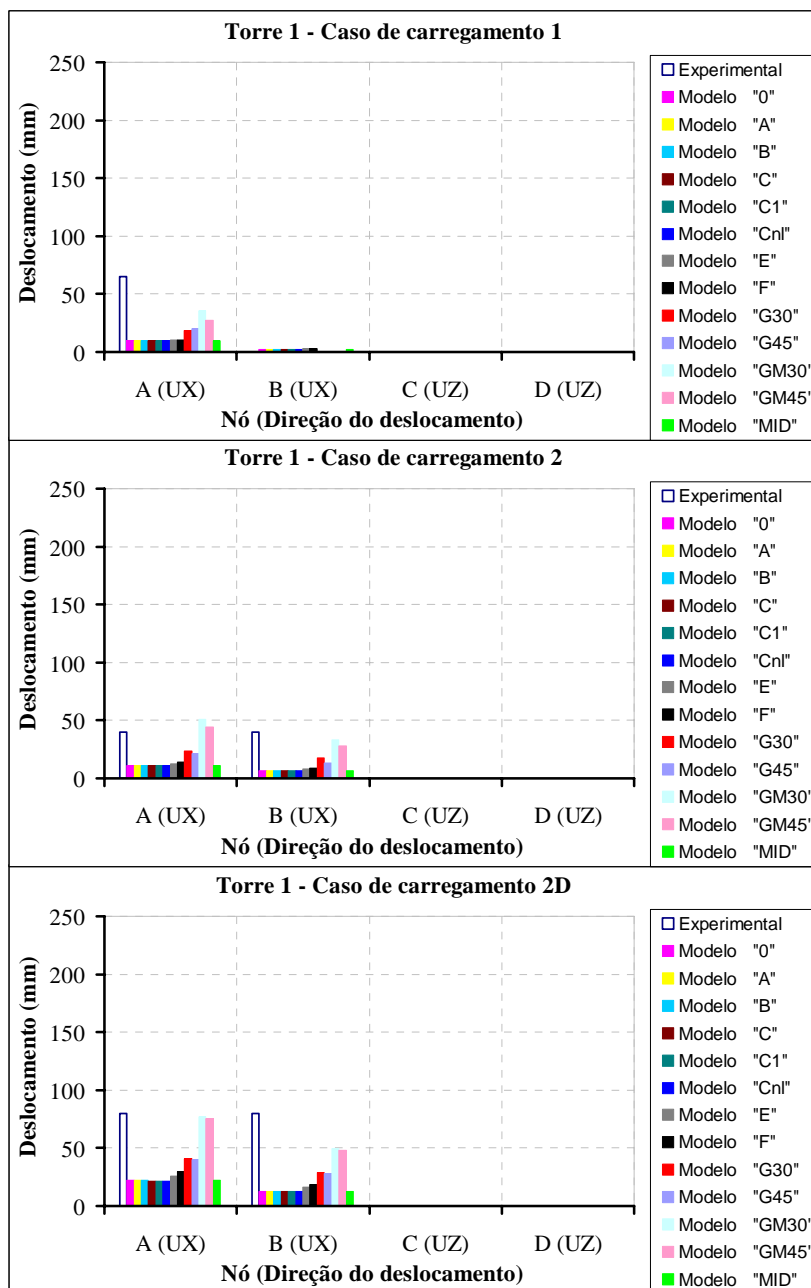 Torre 1 - Caso de carregamento 1
Deslocamento (mm)
250
200
150
100
50
0
A (UX) B (UX) C (UZ) D (UZ)
Nó (Direção do deslocamento)
Experimental
Modelo "0"
Modelo "A"
Modelo "B"
Modelo "C"
Modelo "C1"
Modelo "Cnl"
Modelo "E"
Modelo "F"
Modelo "G30"
Modelo "G45"
Modelo "GM30"
Modelo "GM45"
Modelo "MID"
Torre 1 - Caso de carregamento 2
Deslocamento (mm)
250
200
150
100
50
0
A (UX) B (UX) C (UZ) D (UZ)
Nó (Direção do deslocamento)
Experimental
Modelo "0"
Modelo "A"
Modelo "B"
Modelo "C"
Modelo "C1"
Modelo "Cnl"
Modelo "E"
Modelo "F"
Modelo "G30"
Modelo "G45"
Modelo "GM30"
Modelo "GM45"
Modelo "MID"
Torre 1 - Caso de carregamento 2D
Deslocamento (mm)
250
200
150
100
50
0
A (UX) B (UX) C (UZ) D (UZ)
Nó (Direção do deslocamento)
Experimental
Modelo "0"
Modelo "A"
Modelo "B"
Modelo "C"
Modelo "C1"
Modelo "Cnl"
Modelo "E"
Modelo "F"
Modelo "G30"
Modelo "G45"
Modelo "GM30"
Modelo "GM45"
Modelo "MID"